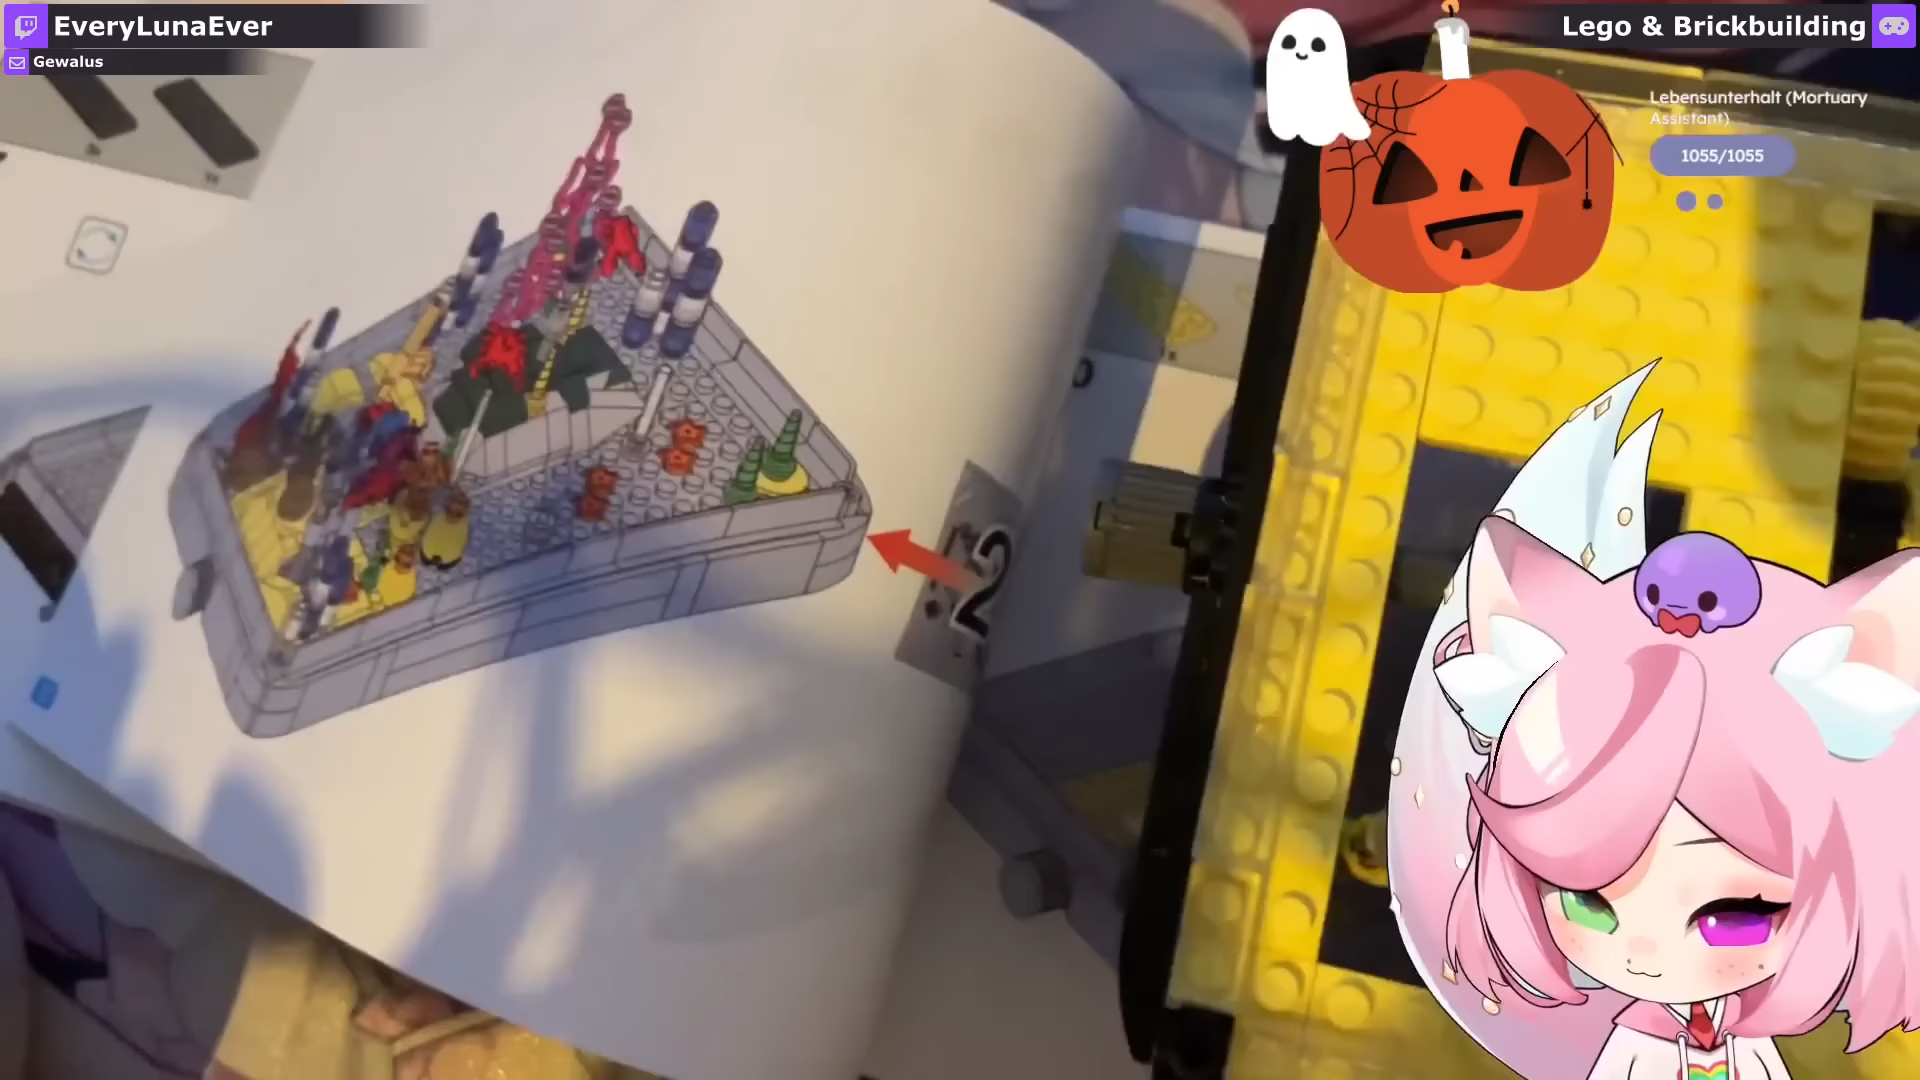 EveryLunaEver
Gewalus
Lego & Brickbuilding
Lebensunterhalt (Mortuary
Assistant)
1055/1055
2